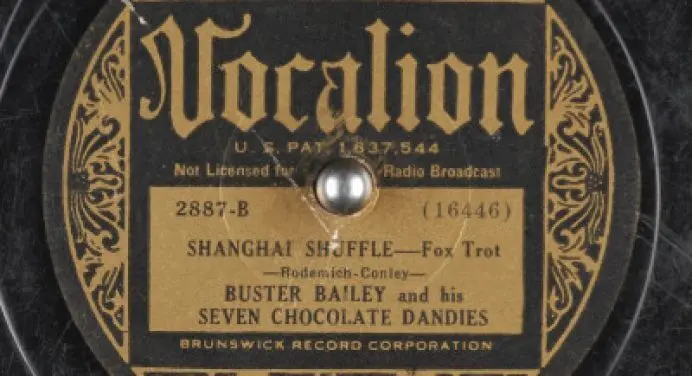 Vocalion
U. S. PAT. 1,837,544
Not Licensed for Radio Broadcast
2887-B (16446)
SHANGHAI SHUFFLE—Fox Trot
—Rodemich-Conley—
BUSTER BAILEY and his
SEVEN CHOCOLATE DANDIES
BRUNSWICK RECORD CORPORATION